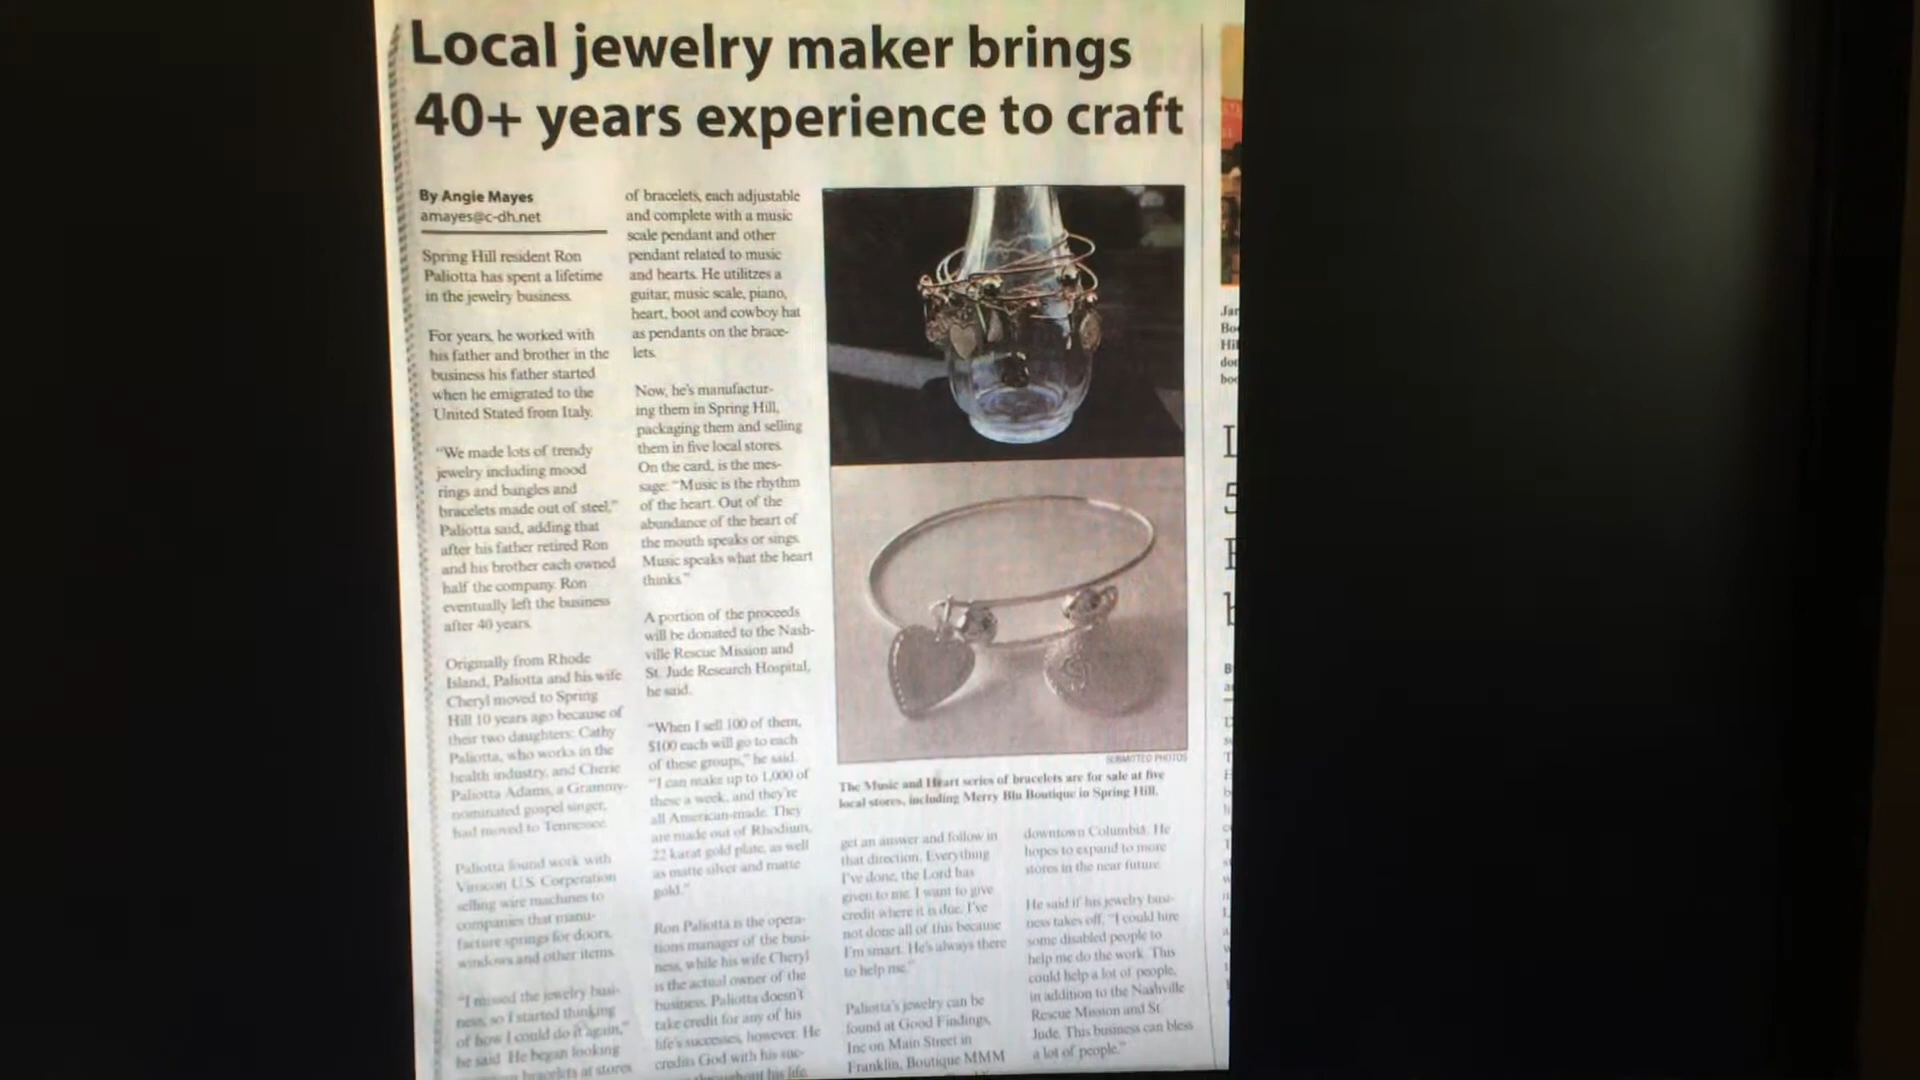 Local jewelry maker brings
40+ years experience to craft
By Angie Mayes
amayes@c-dh.net
Spring Hill resident Ron
Paliotta has spent a lifetime
in the jewelry business.
For years, he worked with
his father and brother in the
business his father started
when he emigrated to the
United Stated from Italy.
"We made lots of trendy
jewelry including mood
rings and bangles and
bracelets made out of steel,"
Paliotta said, adding that
after his father retired Ron
and his brother each owned
half the company. Ron
eventually left the business
after 40 years.
Originally from Rhode
Island, Paliotta and his wife
Cheryl moved to Spring
Hill 10 years ago because of
their two daughters: Cathy
Paliotta, who works in the
health industry, and Cherie
Paliotta Adams, a Grammy-
nominated gospel singer,
had moved to Tennessee.
Paliotta found work with
U.S. Corperation
selling wire machines to
companies that manu-
facture springs for doors,
windows and other items.
"I missed the jewelry busi-
ness, so I started thinking
of how I could do it again,"
he said. He began looking
bracelets at stores
of bracelets, each adjustable
and complete with a music
scale pendant and other
pendant related to music
and hearts. He utilitzes a
guitar, music scale, piano,
heart, boot and cowboy hat
as pendants on the brace-
lets.
Now, he's manufactur-
ing them in Spring Hill,
packaging them and selling
them in five local stores.
On the card, is the mes-
sage: "Music is the rhythm
of the heart. Out of the
abundance of the heart of
the mouth speaks or sings.
Music speaks what the heart
thinks."
A portion of the proceeds
will be donated to the Nash-
ville Rescue Mission and
St. Jude Research Hospital,
he said.
"When I sell 100 of them,
$100 each will go to each
of these groups," he said.
"I can make up to 1,000 of
these a week, and they're
all American-made. They
are made out of Rhodium,
22 karat gold plate, as well
as matte silver and matte
gold."
Ron Paliotta is the opera-
tions manager of the busi-
ness, while his wife Cheryl
is the actual owner of the
business. Paliotta doesn't
take credit for any of his
life's successes, however. He
credits God with his suc-
throughout his life.
SUBMITTED PHOTOS
The Music and Heart series of bracelets are for sale at five
local stores, including Merry Blu Boutique in Spring Hill.
get an answer and follow in
that direction. Everything
I've done, the Lord has
given to me. I want to give
credit where it is due. I've
not done all of this because
I'm smart. He's always there
to help me."
Paliotta's jewelry can be
found at Good Findings,
Inc on Main Street in
Franklin, Boutique MMM
downtown Columbia. He
hopes to expand to more
stores in the near future.
He said if his jewelry busi-
ness takes off, "I could hire
some disabled people to
help me do the work. This
could help a lot of people,
in addition to the Nashville
Rescue Mission and St.
Jude. This business can bless
a lot of people."